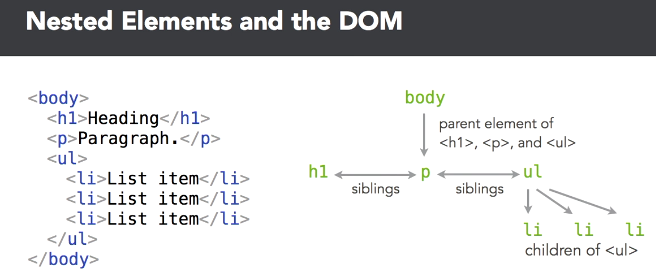 Nested Elements and the DOM
<body>
<h1>Heading</h1>
<p>Paragraph.</p>
<ul>
<li>List item</li>
<li>List item</li>
<li>List item</li>
</ul>
</body>
body
parent element of
<h1>, <p>, and <ul>
h1 p ul
siblings siblings
li li li
children of <ul>